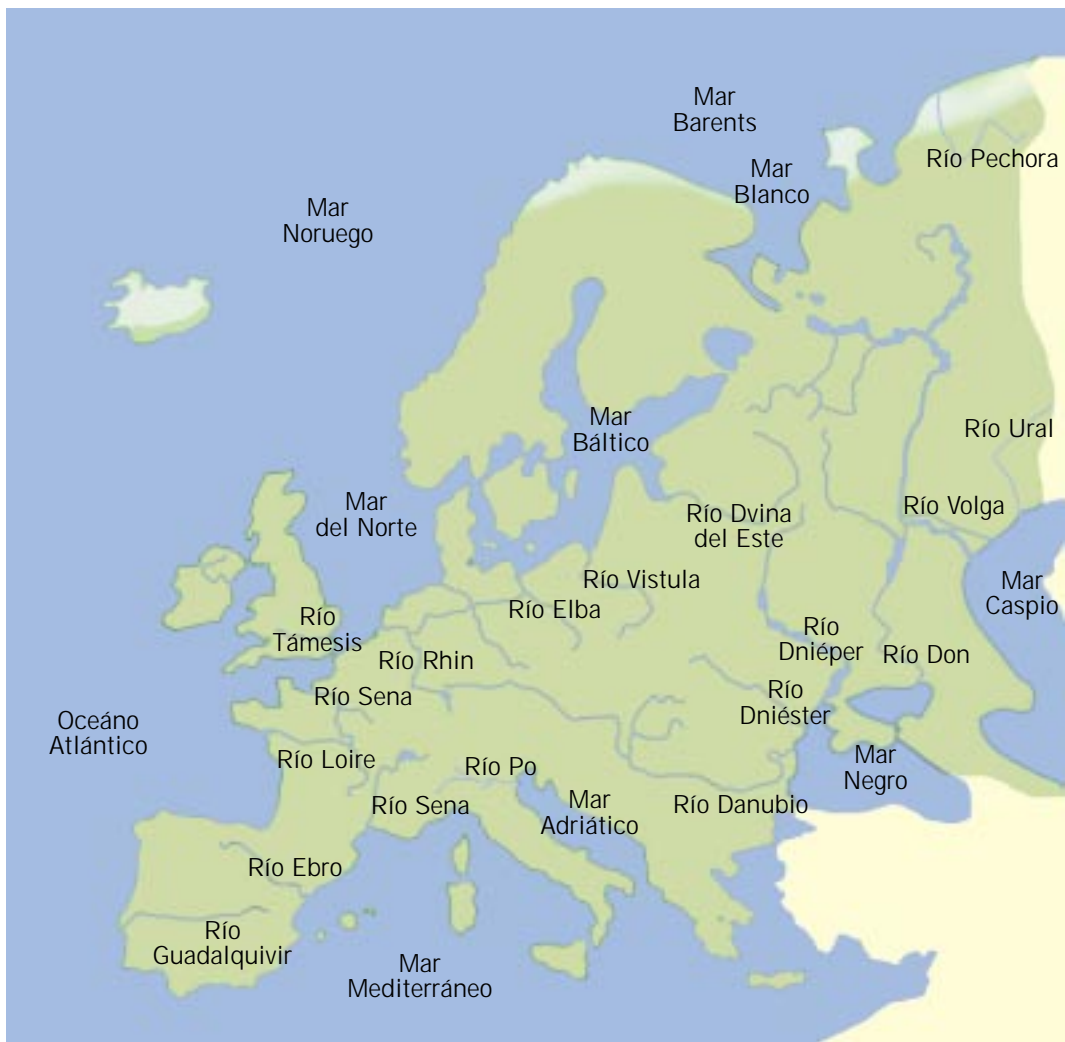 Mar
Barents
Río Pechora
Mar
Blanco
Mar
Noruego
Mar
Báltico
Río Ural
Mar
del Norte
Río Volga
Río Dvina
del Este
Río Vistula
Mar
Caspio
Río Elba
Río
Támesis
Río
Dniéper
Río Rhin
Río Don
Río Sena
Río
Dniéster
Oceáno
Atlántico
Río Loire
Río Po
Mar
Negro
Río Sena
Mar
Adriático
Río Danubio
Río Ebro
Río
Guadalquivir
Mar
Mediterráneo